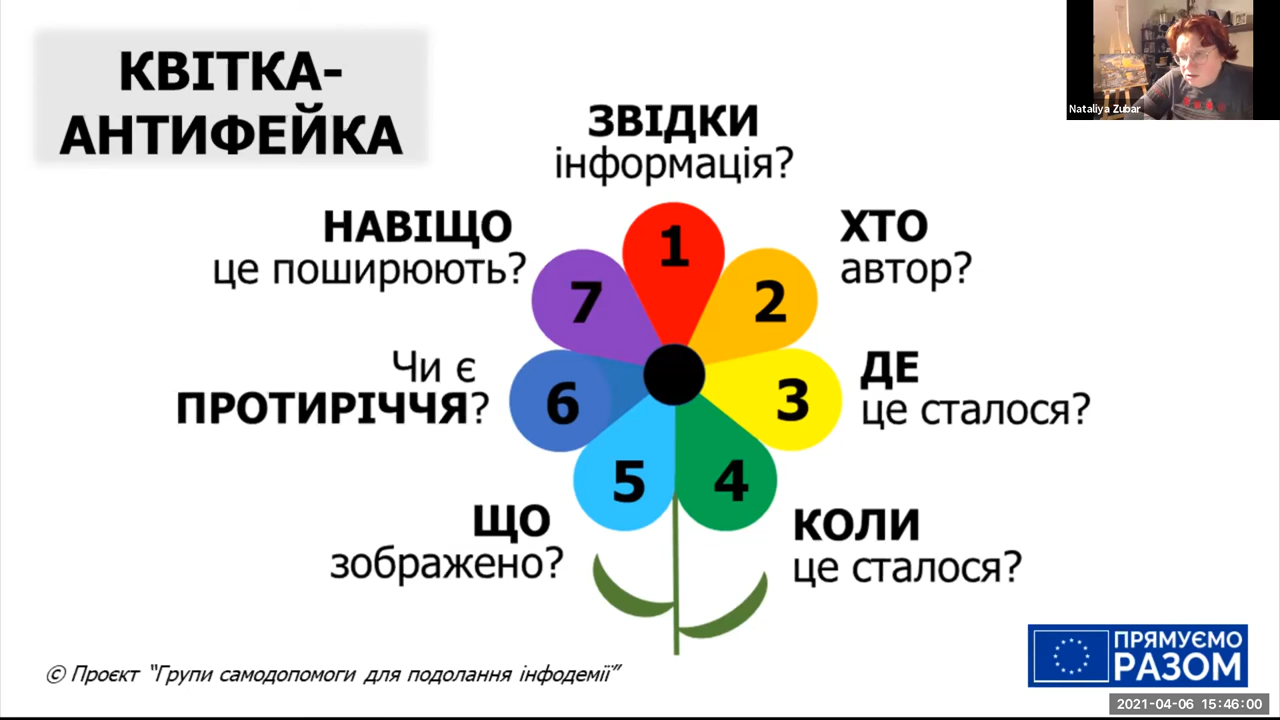 КВІТКА-
АНТИФЕЙКА
Nataliya Zubar
ЗВІДКИ
інформація?
1
ХТО
автор?
2
ДЕ
це сталося?
3
КОЛИ
це сталося?
4
ЩО
зображено?
5
Чи є
ПРОТИРІЧЧЯ?
6
НАВІЩО
це поширюють?
7
© Проєкт “Групи самодопомоги для подолання інфодемії”
ПРЯМУЄМО
РАЗОМ
2021-04-06 15:46:00